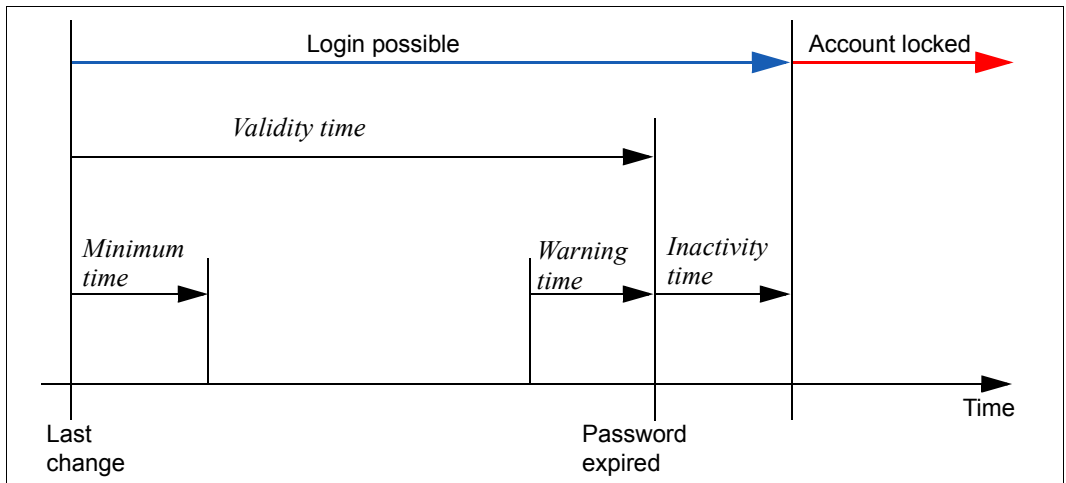 Login possible
Account locked
Validity time
Minimum
time
Warning
time
Inactivity
time
Time
Last
change
Password
expired